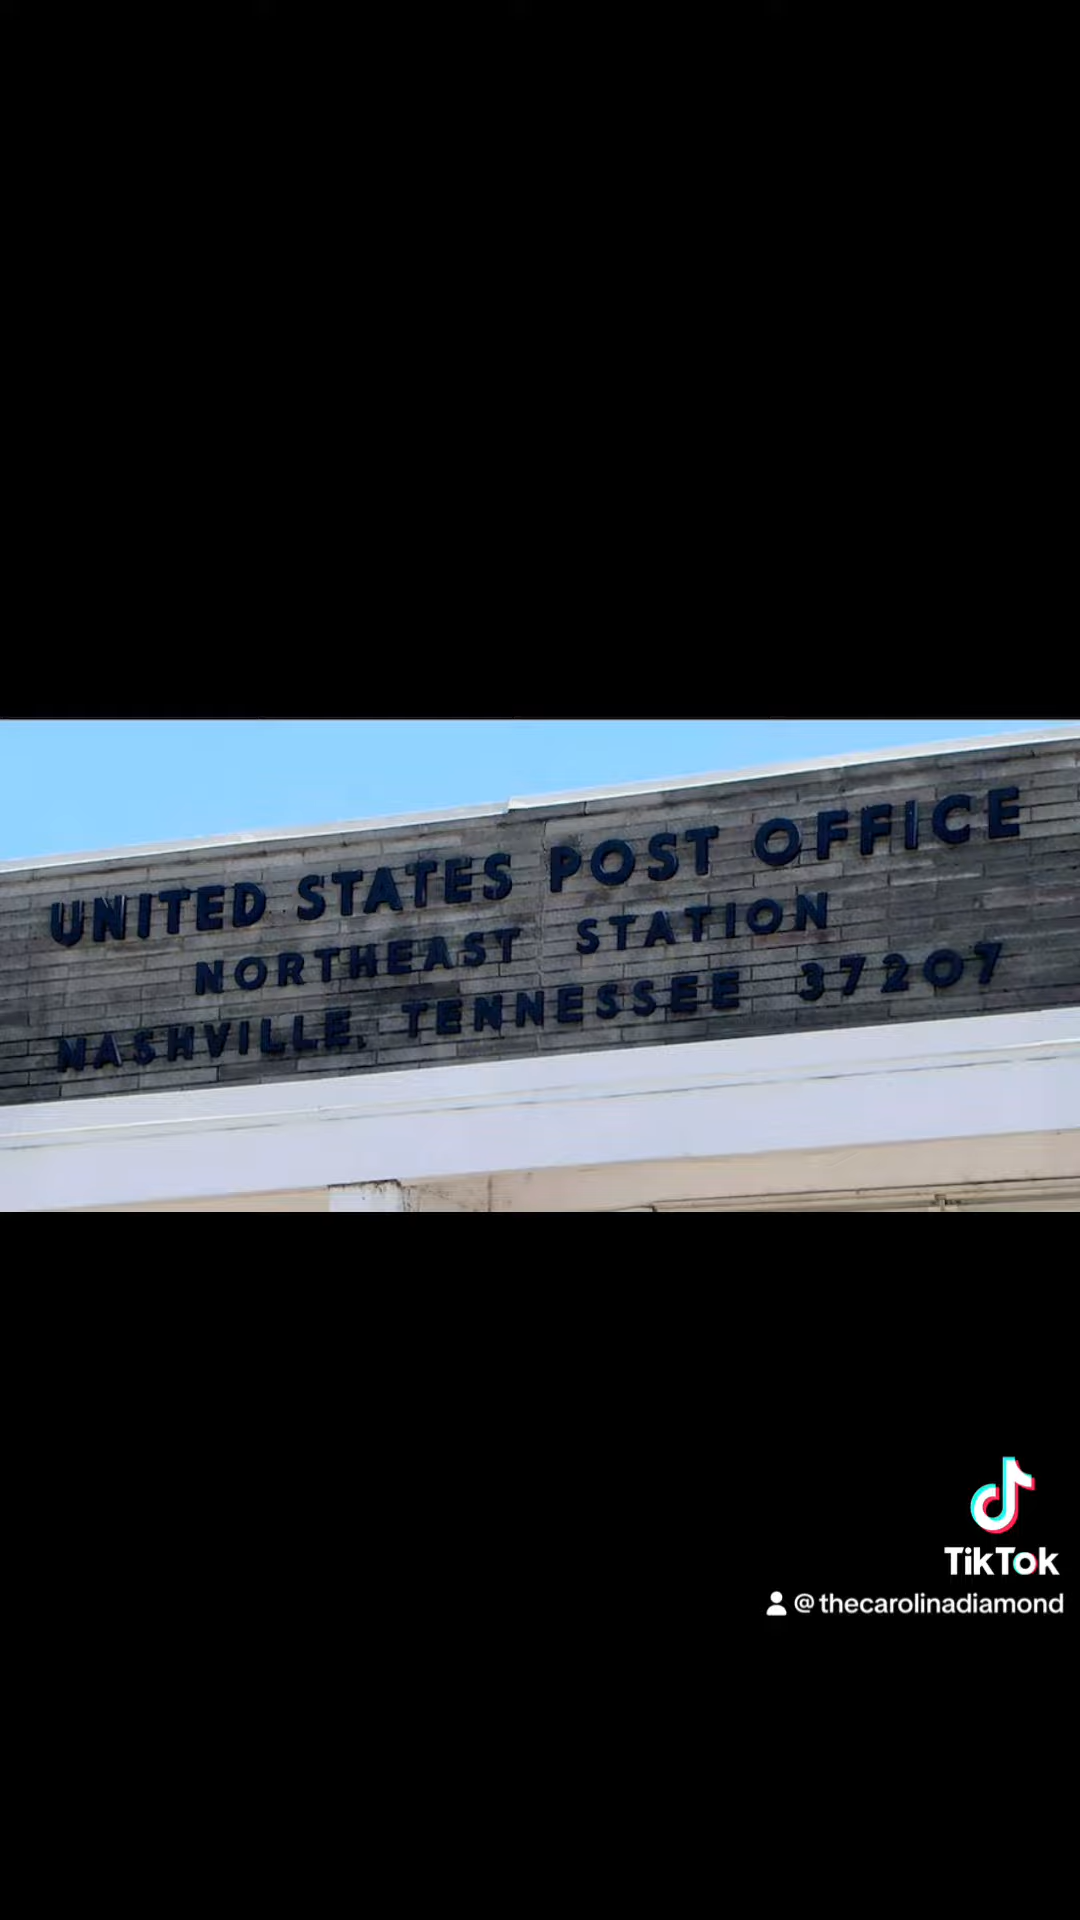 UNITED STATES POST OFFICE
NORTHEAST STATION
NASHVILLE, TENNESSEE 37207
TikTok
@thecarolinadiamond